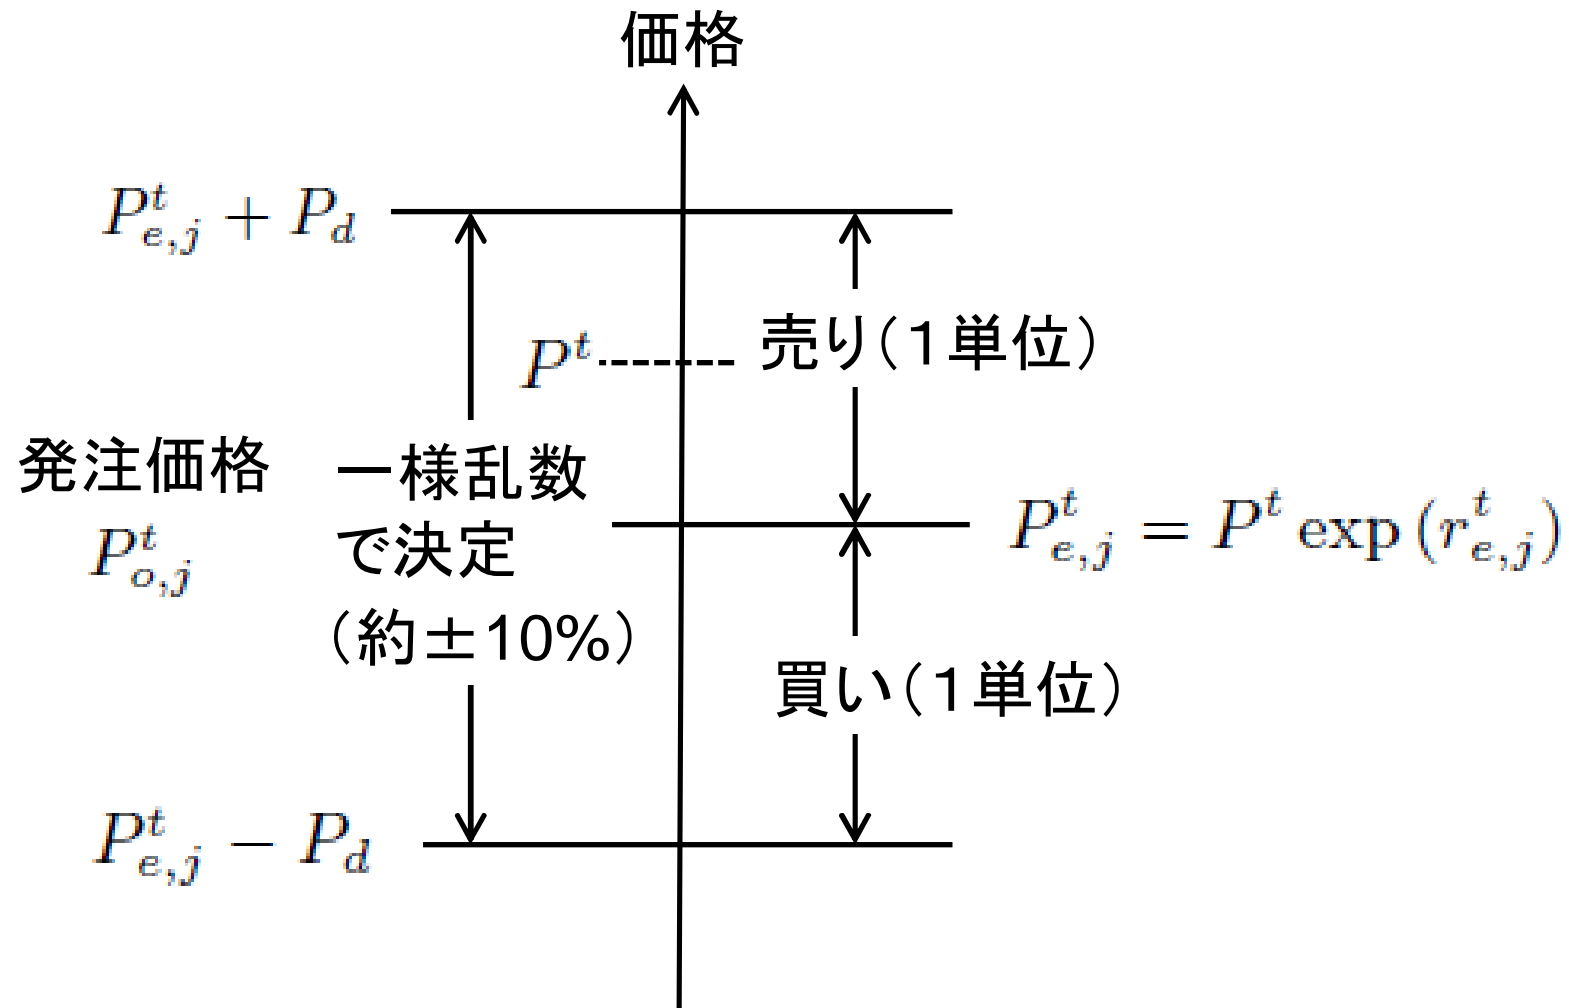 価格
P^t_{e,j} + P_d
P^t
売り(1単位)
発注価格
P^t_{o,j}
一様乱数
で決定
(約±10%)
P^t_{e,j} = P^t exp (r^t_{e,j})
買い(1単位)
P^t_{e,j} − P_d